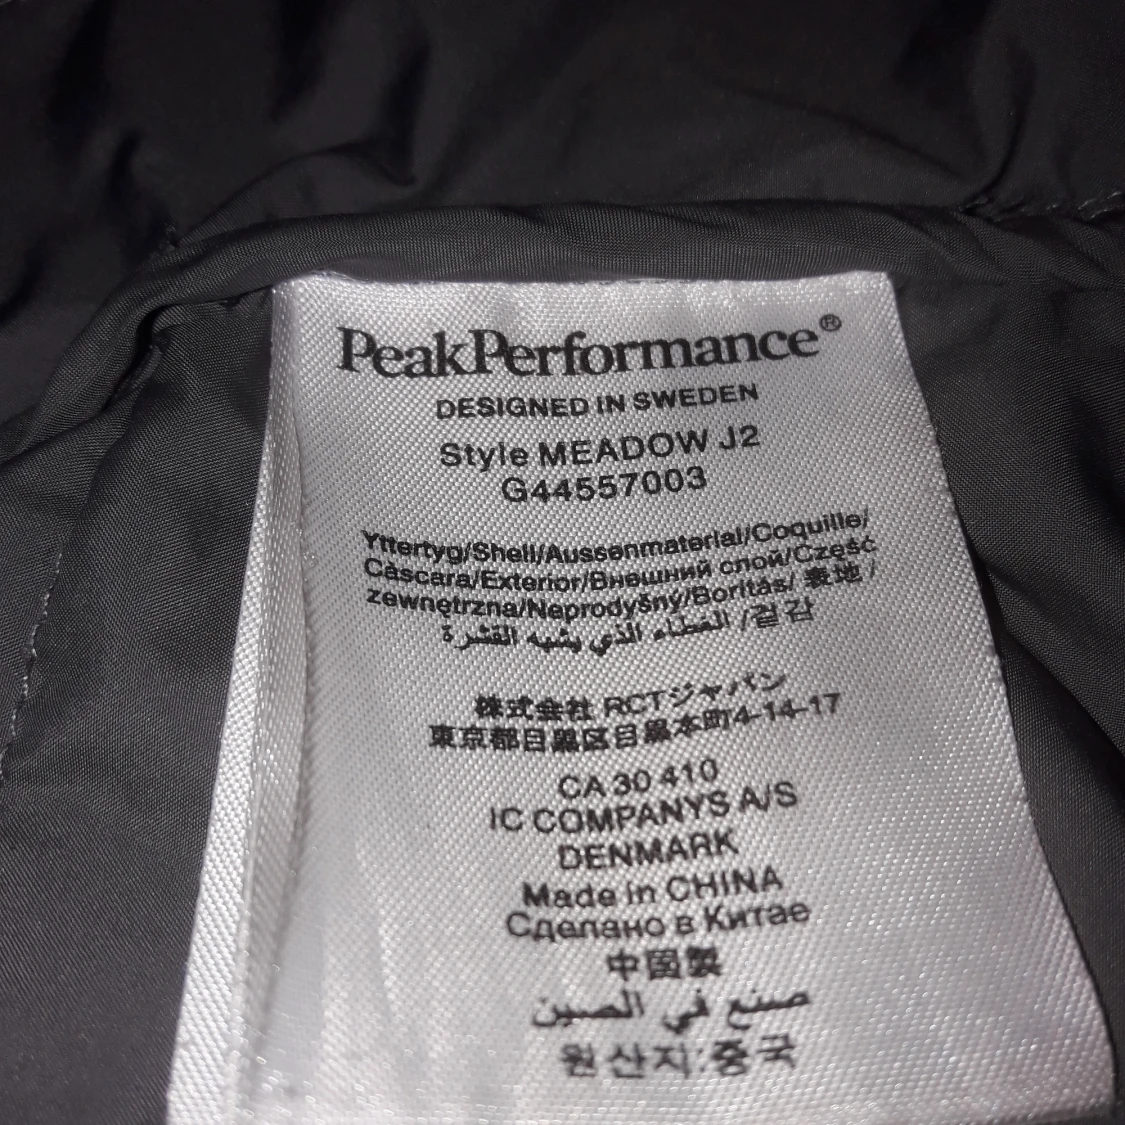 PeakPerformance®
DESIGNED IN SWEDEN
Style MEADOW J2
G44557003
Yttertyg/Shell/Aussenmaterial/Coquille/
Càscara/Exterior/Внешний слой/Część
zewnętrzna/Neprodyšný/Borítás/ 表地 /
겉감/ الغطاء الذي يشبه القشرة
株式会社 RCTジャパン
東京都目黒区目黒本町4-14-17
CA 30 410
IC COMPANYS A/S
DENMARK
Made in CHINA
Сделано в Китае
中国製
صنع في الصين
원산지:중국